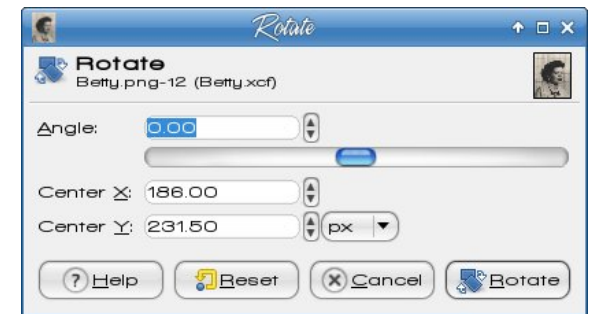 Rotate
Rotate
Betty.png-12 (Betty.xcf)
Angle: 0.00
Center X: 186.00
Center Y: 231.50 px
Help Reset Cancel Rotate